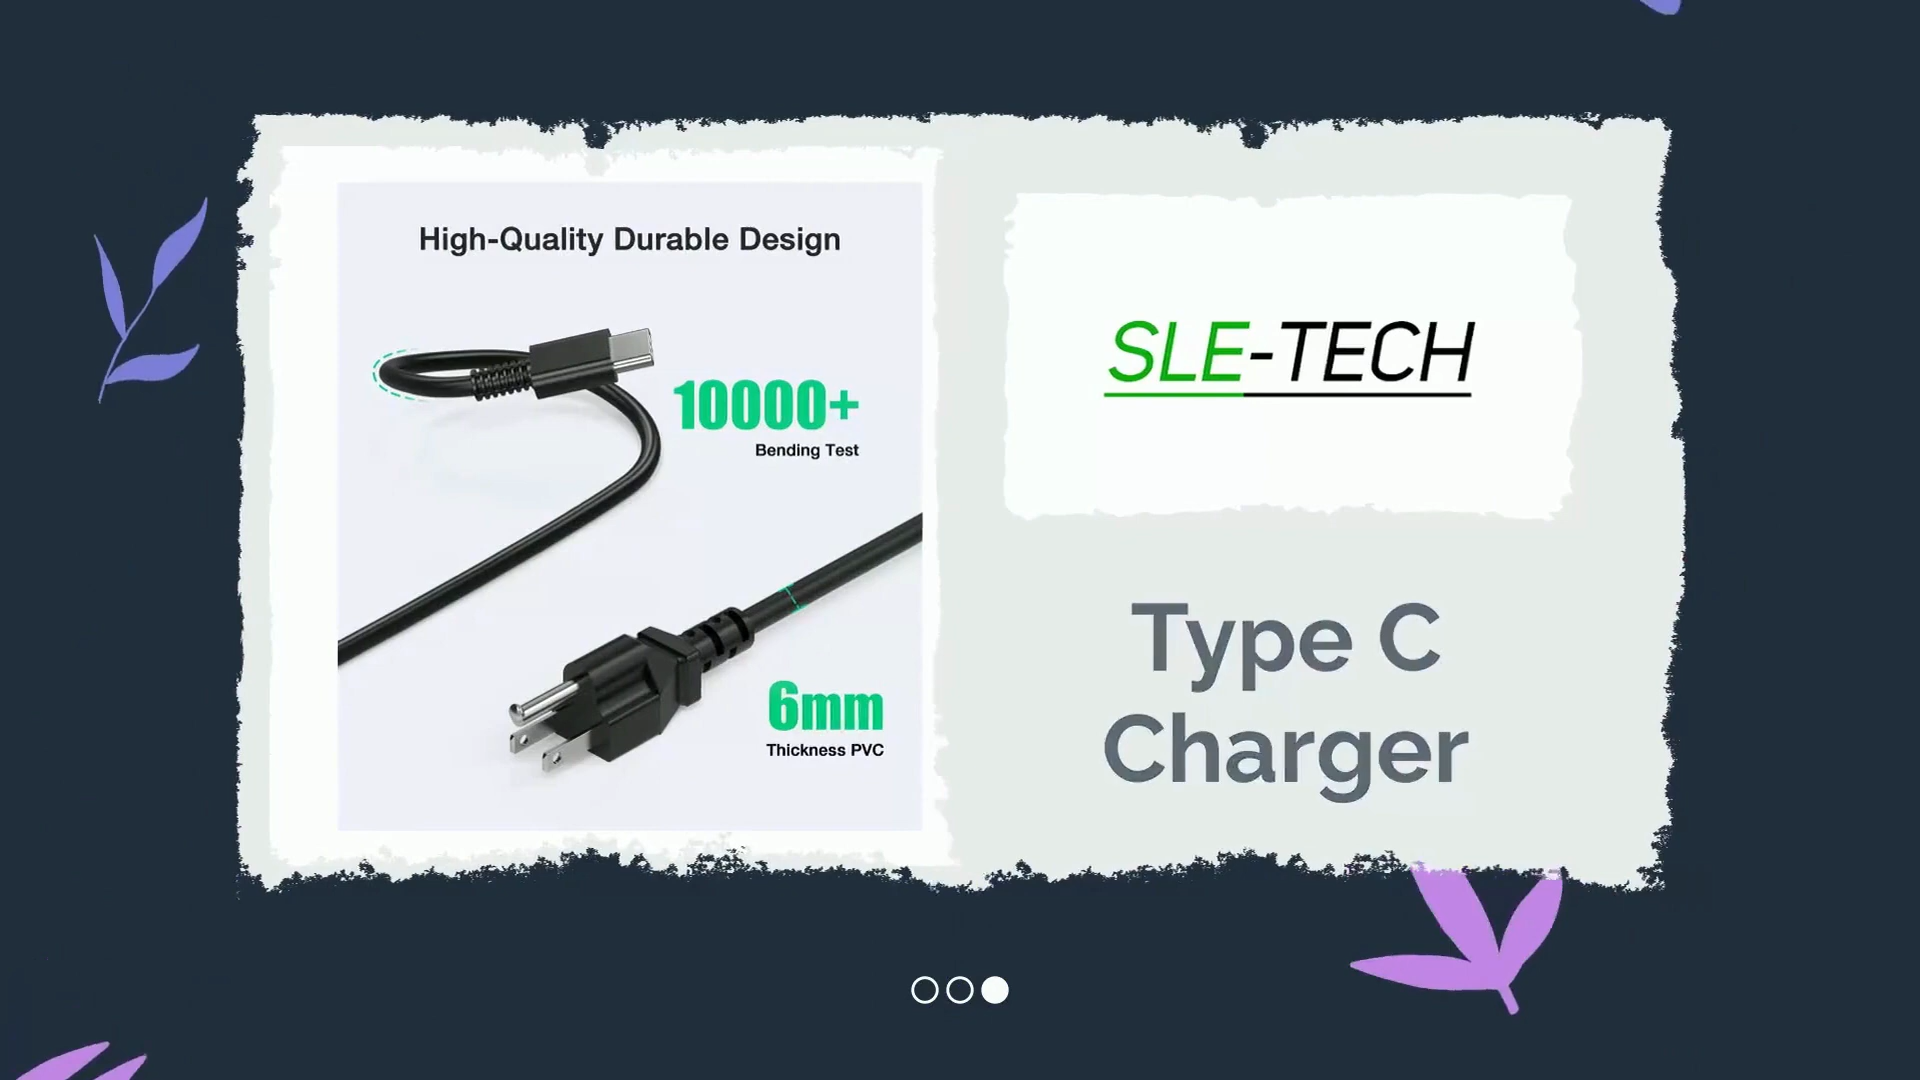 High-Quality Durable Design
10000+
Bending Test
6mm
Thickness PVC
SLE-TECH
Type C
Charger